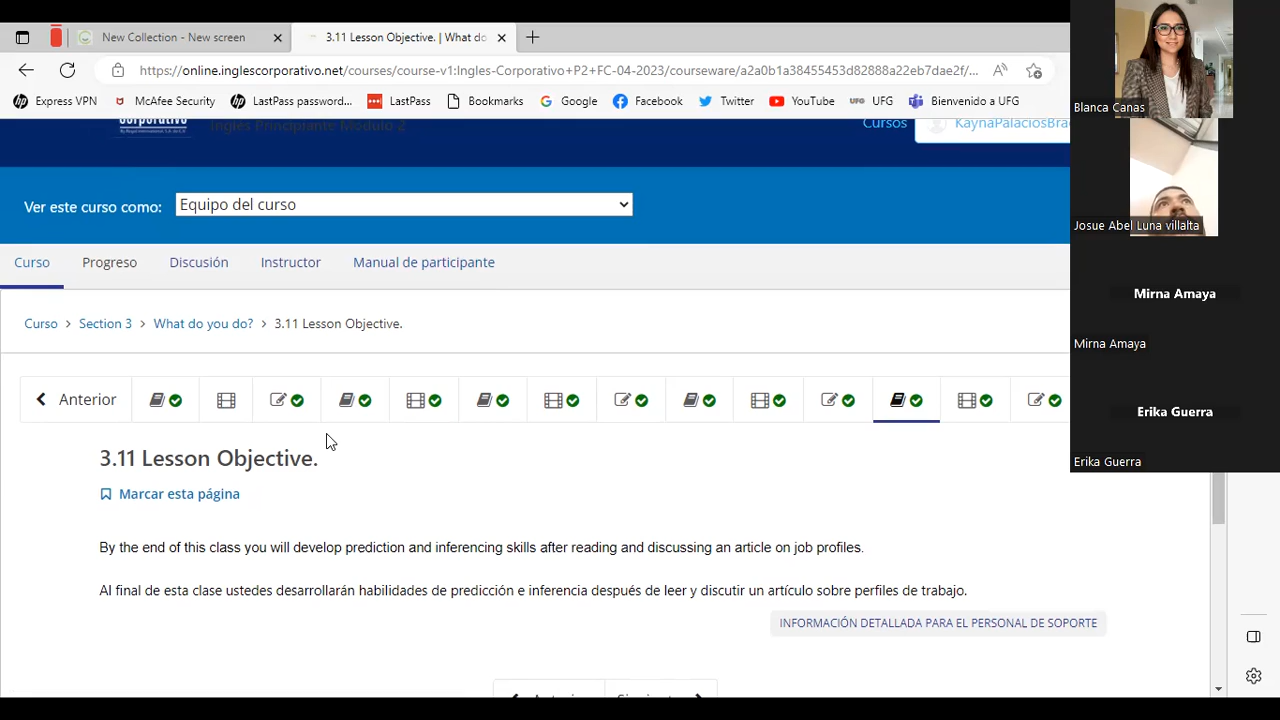 New Collection - New screen
3.11 Lesson Objective. | What do
https://online.inglescorporativo.net/courses/course-v1:Ingles-Corporativo+P2+FC-04-2023/courseware/a2a0b1a38455453d82888a22eb7dae2f/...
Express VPN
McAfee Security
LastPass password...
LastPass
Bookmarks
Google
Facebook
Twitter
YouTube
UFG
Bienvenido a UFG
corporativo
Inglés Principiante Módulo 2
Cursos
KaynaPalaciosBra
Ver este curso como:
Equipo del curso
Curso
Progreso
Discusión
Instructor
Manual de participante
Curso > Section 3 > What do you do? > 3.11 Lesson Objective.
Anterior
3.11 Lesson Objective.
Marcar esta página
By the end of this class you will develop prediction and inferencing skills after reading and discussing an article on job profiles.
Al final de esta clase ustedes desarrollarán habilidades de predicción e inferencia después de leer y discutir un artículo sobre perfiles de trabajo.
INFORMACIÓN DETALLADA PARA EL PERSONAL DE SOPORTE
Blanca Canas
Josue Abel Luna villalta
Mirna Amaya
Mirna Amaya
Erika Guerra
Erika Guerra